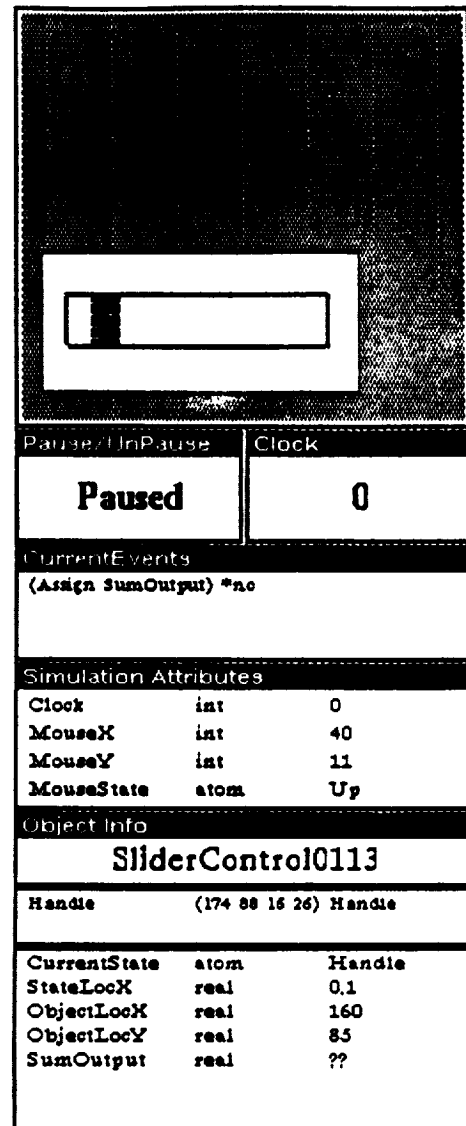 Pause/UnPause Clock
Paused 0
CurrentEvents
(Assign SumOutput) *nc
Simulation Attributes
Clock int 0
MouseX int 40
MouseY int 11
MouseState atom Up
Object Info
SliderControl0113
Handle (174 88 16 26) Handle
CurrentState atom Handle
StateLocX real 0.1
ObjectLocX real 160
ObjectLocY real 85
SumOutput real ??